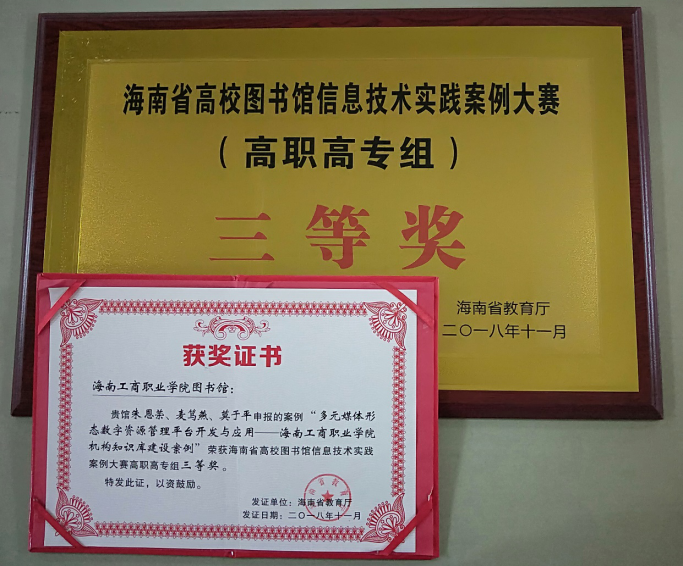 海南省高校图书馆信息技术实践案例大赛
（高职高专组）
三等奖
海南省教育厅
二〇一八年十一月
获奖证书
海南工商职业学院图书馆：
贵馆朱恩荣、麦笃燕、莫于平申报的案例“多元媒体形
态数字资源管理平台开发与应用——海南工商职业学院
机构知识库建设案例”荣获海南省高校图书馆信息技术实践
案例大赛高职高专组三等奖。
特发此证，以资鼓励。
发证单位：海南省教育厅
发证日期：二〇一八年十一月